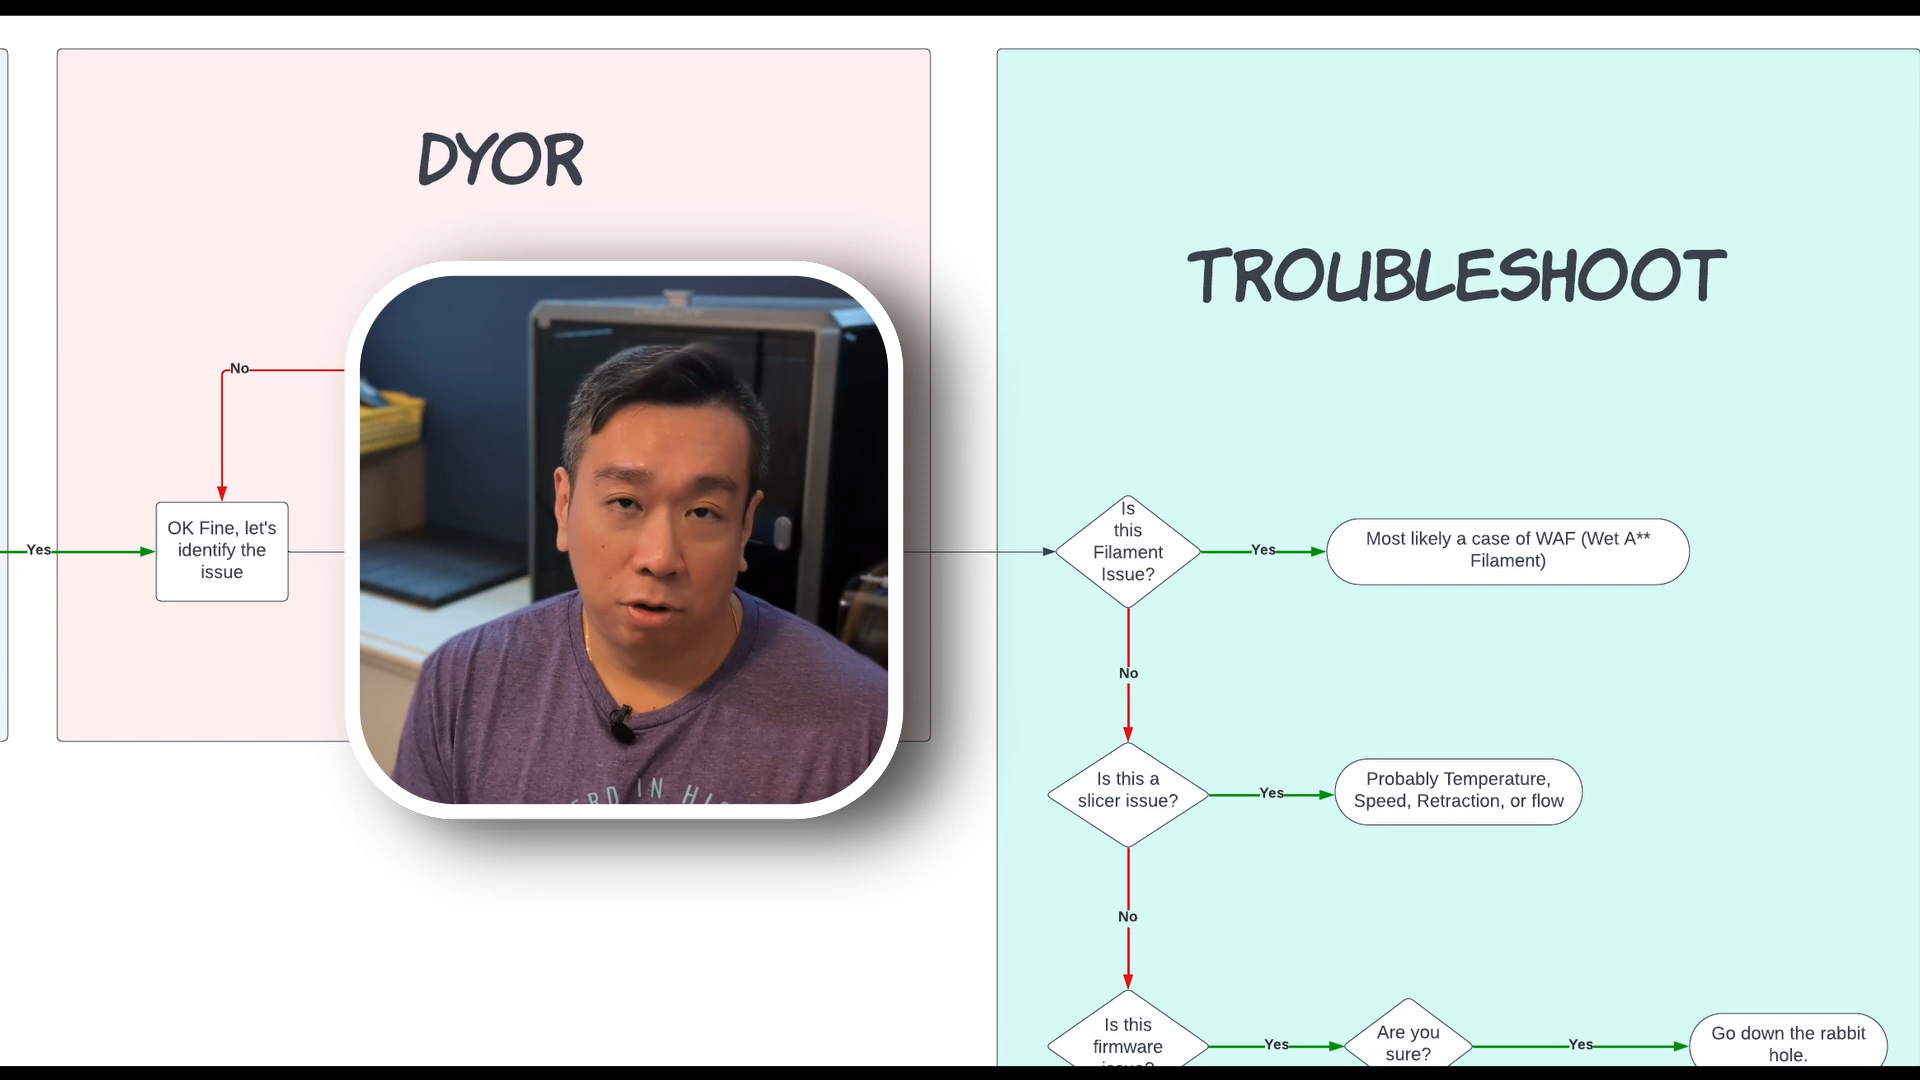 DYOR
TROUBLESHOOT
No
Yes
OK Fine, let's
identify the
issue
Is
this
Filament
Issue?
Yes
Most likely a case of WAF (Wet A**
Filament)
No
Is this a
slicer issue?
Yes
Probably Temperature,
Speed, Retraction, or flow
No
Is this
firmware
issue?
Yes
Are you
sure?
Yes
Go down the rabbit
hole.
IN